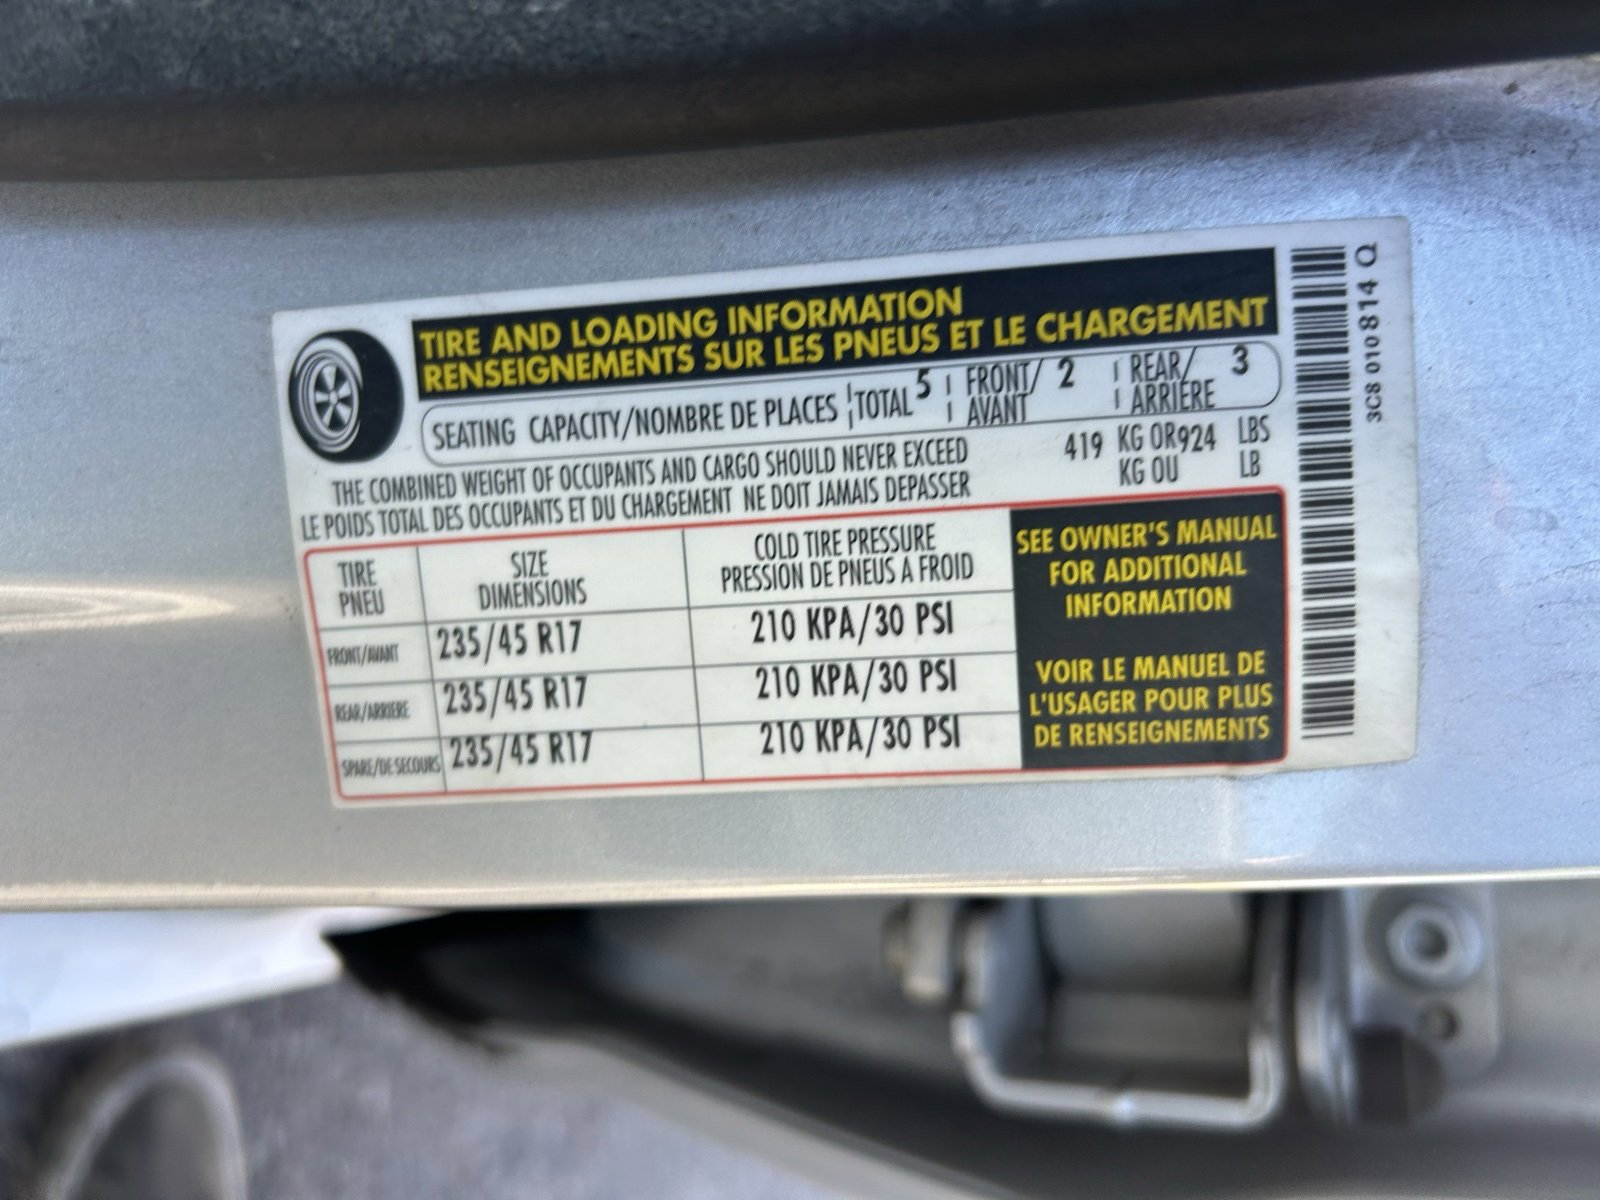 TIRE AND LOADING INFORMATION
RENSEIGNEMENTS SUR LES PNEUS ET LE CHARGEMENT
SEATING CAPACITY/NOMBRE DE PLACES TOTAL 5 FRONT/ AVANT 2 REAR/ ARRIÈRE 3
THE COMBINED WEIGHT OF OCCUPANTS AND CARGO SHOULD NEVER EXCEED 419 KG OR 924 LBS
LE POIDS TOTAL DES OCCUPANTS ET DU CHARGEMENT NE DOIT JAMAIS DEPASSER KG OU LB
TIRE SIZE COLD TIRE PRESSURE
PNEU DIMENSIONS PRESSION DE PNEUS A FROID
FRONT/AVANT 235/45 R17 210 KPA/30 PSI
REAR/ARRIERE 235/45 R17 210 KPA/30 PSI
SPARE/DE SECOURS 235/45 R17 210 KPA/30 PSI
SEE OWNER'S MANUAL
FOR ADDITIONAL
INFORMATION
VOIR LE MANUEL DE
L'USAGER POUR PLUS
DE RENSEIGNEMENTS
3C8 010 814 Q